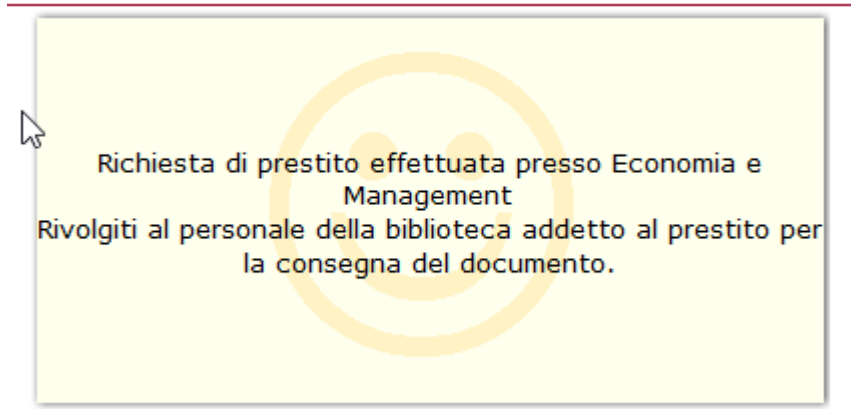 Richiesta di prestito effettuata presso Economia e
Management
Rivolgiti al personale della biblioteca addetto al prestito per
la consegna del documento.